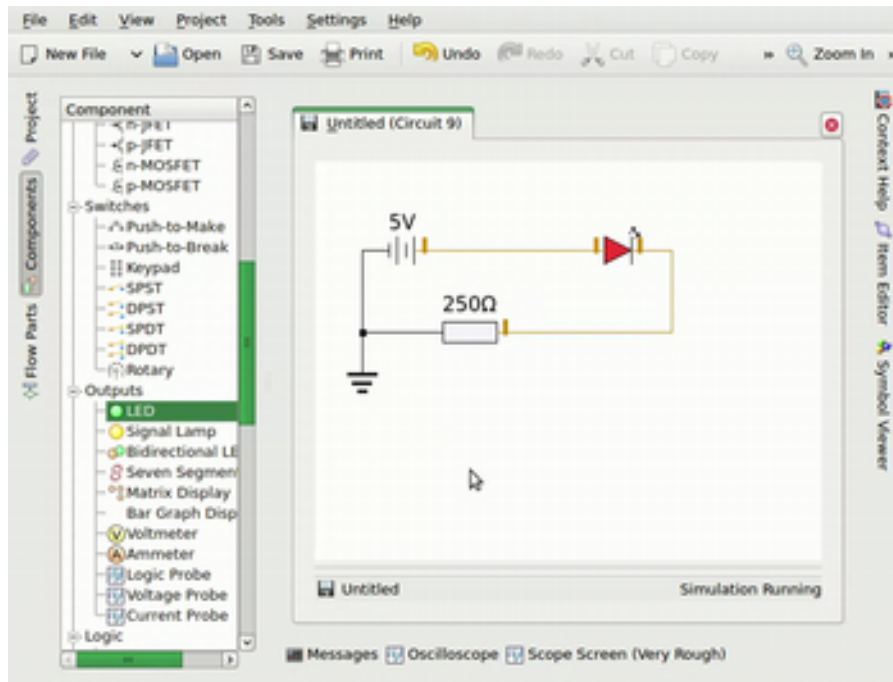 File Edit View Project Tools Settings Help
New File Open Save Print Undo Redo Cut Copy » Zoom In
Project
Components
Flow Parts
Component
n-JFET
p-JFET
n-MOSFET
p-MOSFET
Switches
Push-to-Make
Push-to-Break
Keypad
SPST
DPST
SPDT
DPDT
Rotary
Outputs
LED
Signal Lamp
Bidirectional LE
Seven Segment
Matrix Display
Bar Graph Disp
Voltmeter
Ammeter
Logic Probe
Voltage Probe
Current Probe
Logic
Untitled (Circuit 9)
5V
250Ω
Untitled Simulation Running
Messages Oscilloscope Scope Screen (Very Rough)
Context Help
Item Editor
Symbol Viewer